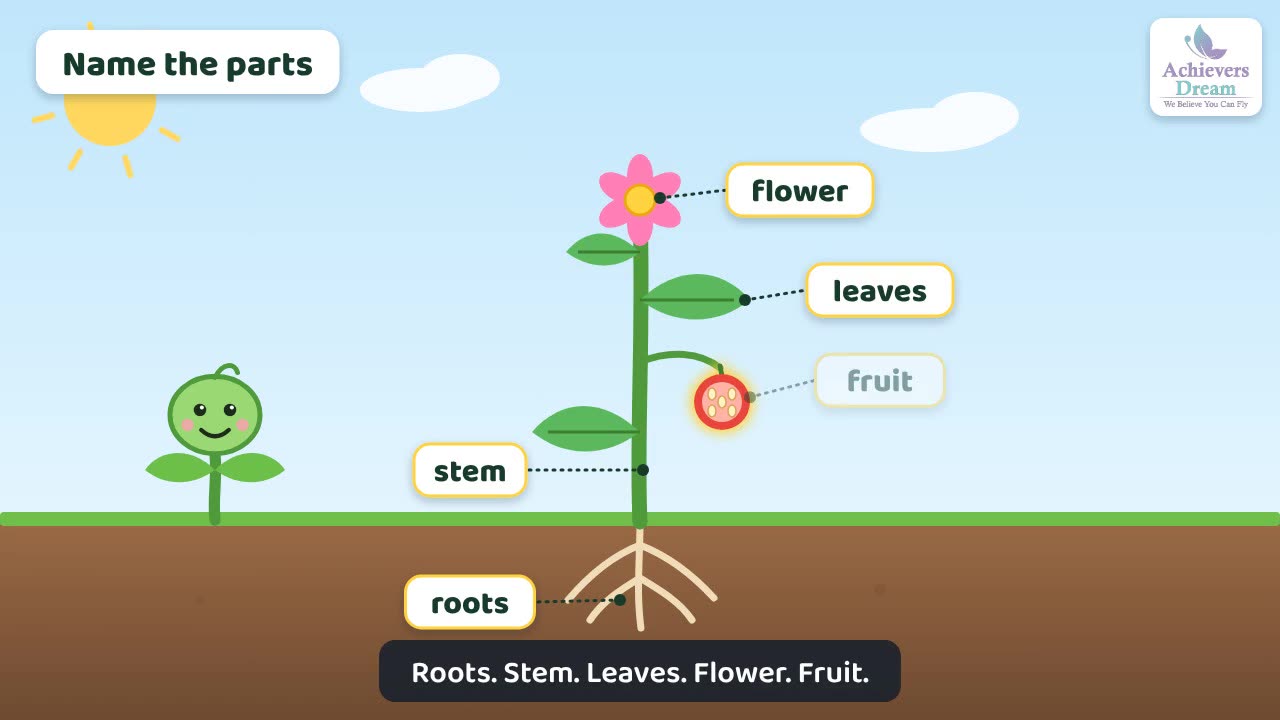 Name the parts
Achievers
Dream
We Believe You Can Fly
flower
leaves
fruit
stem
roots
Roots. Stem. Leaves. Flower. Fruit.